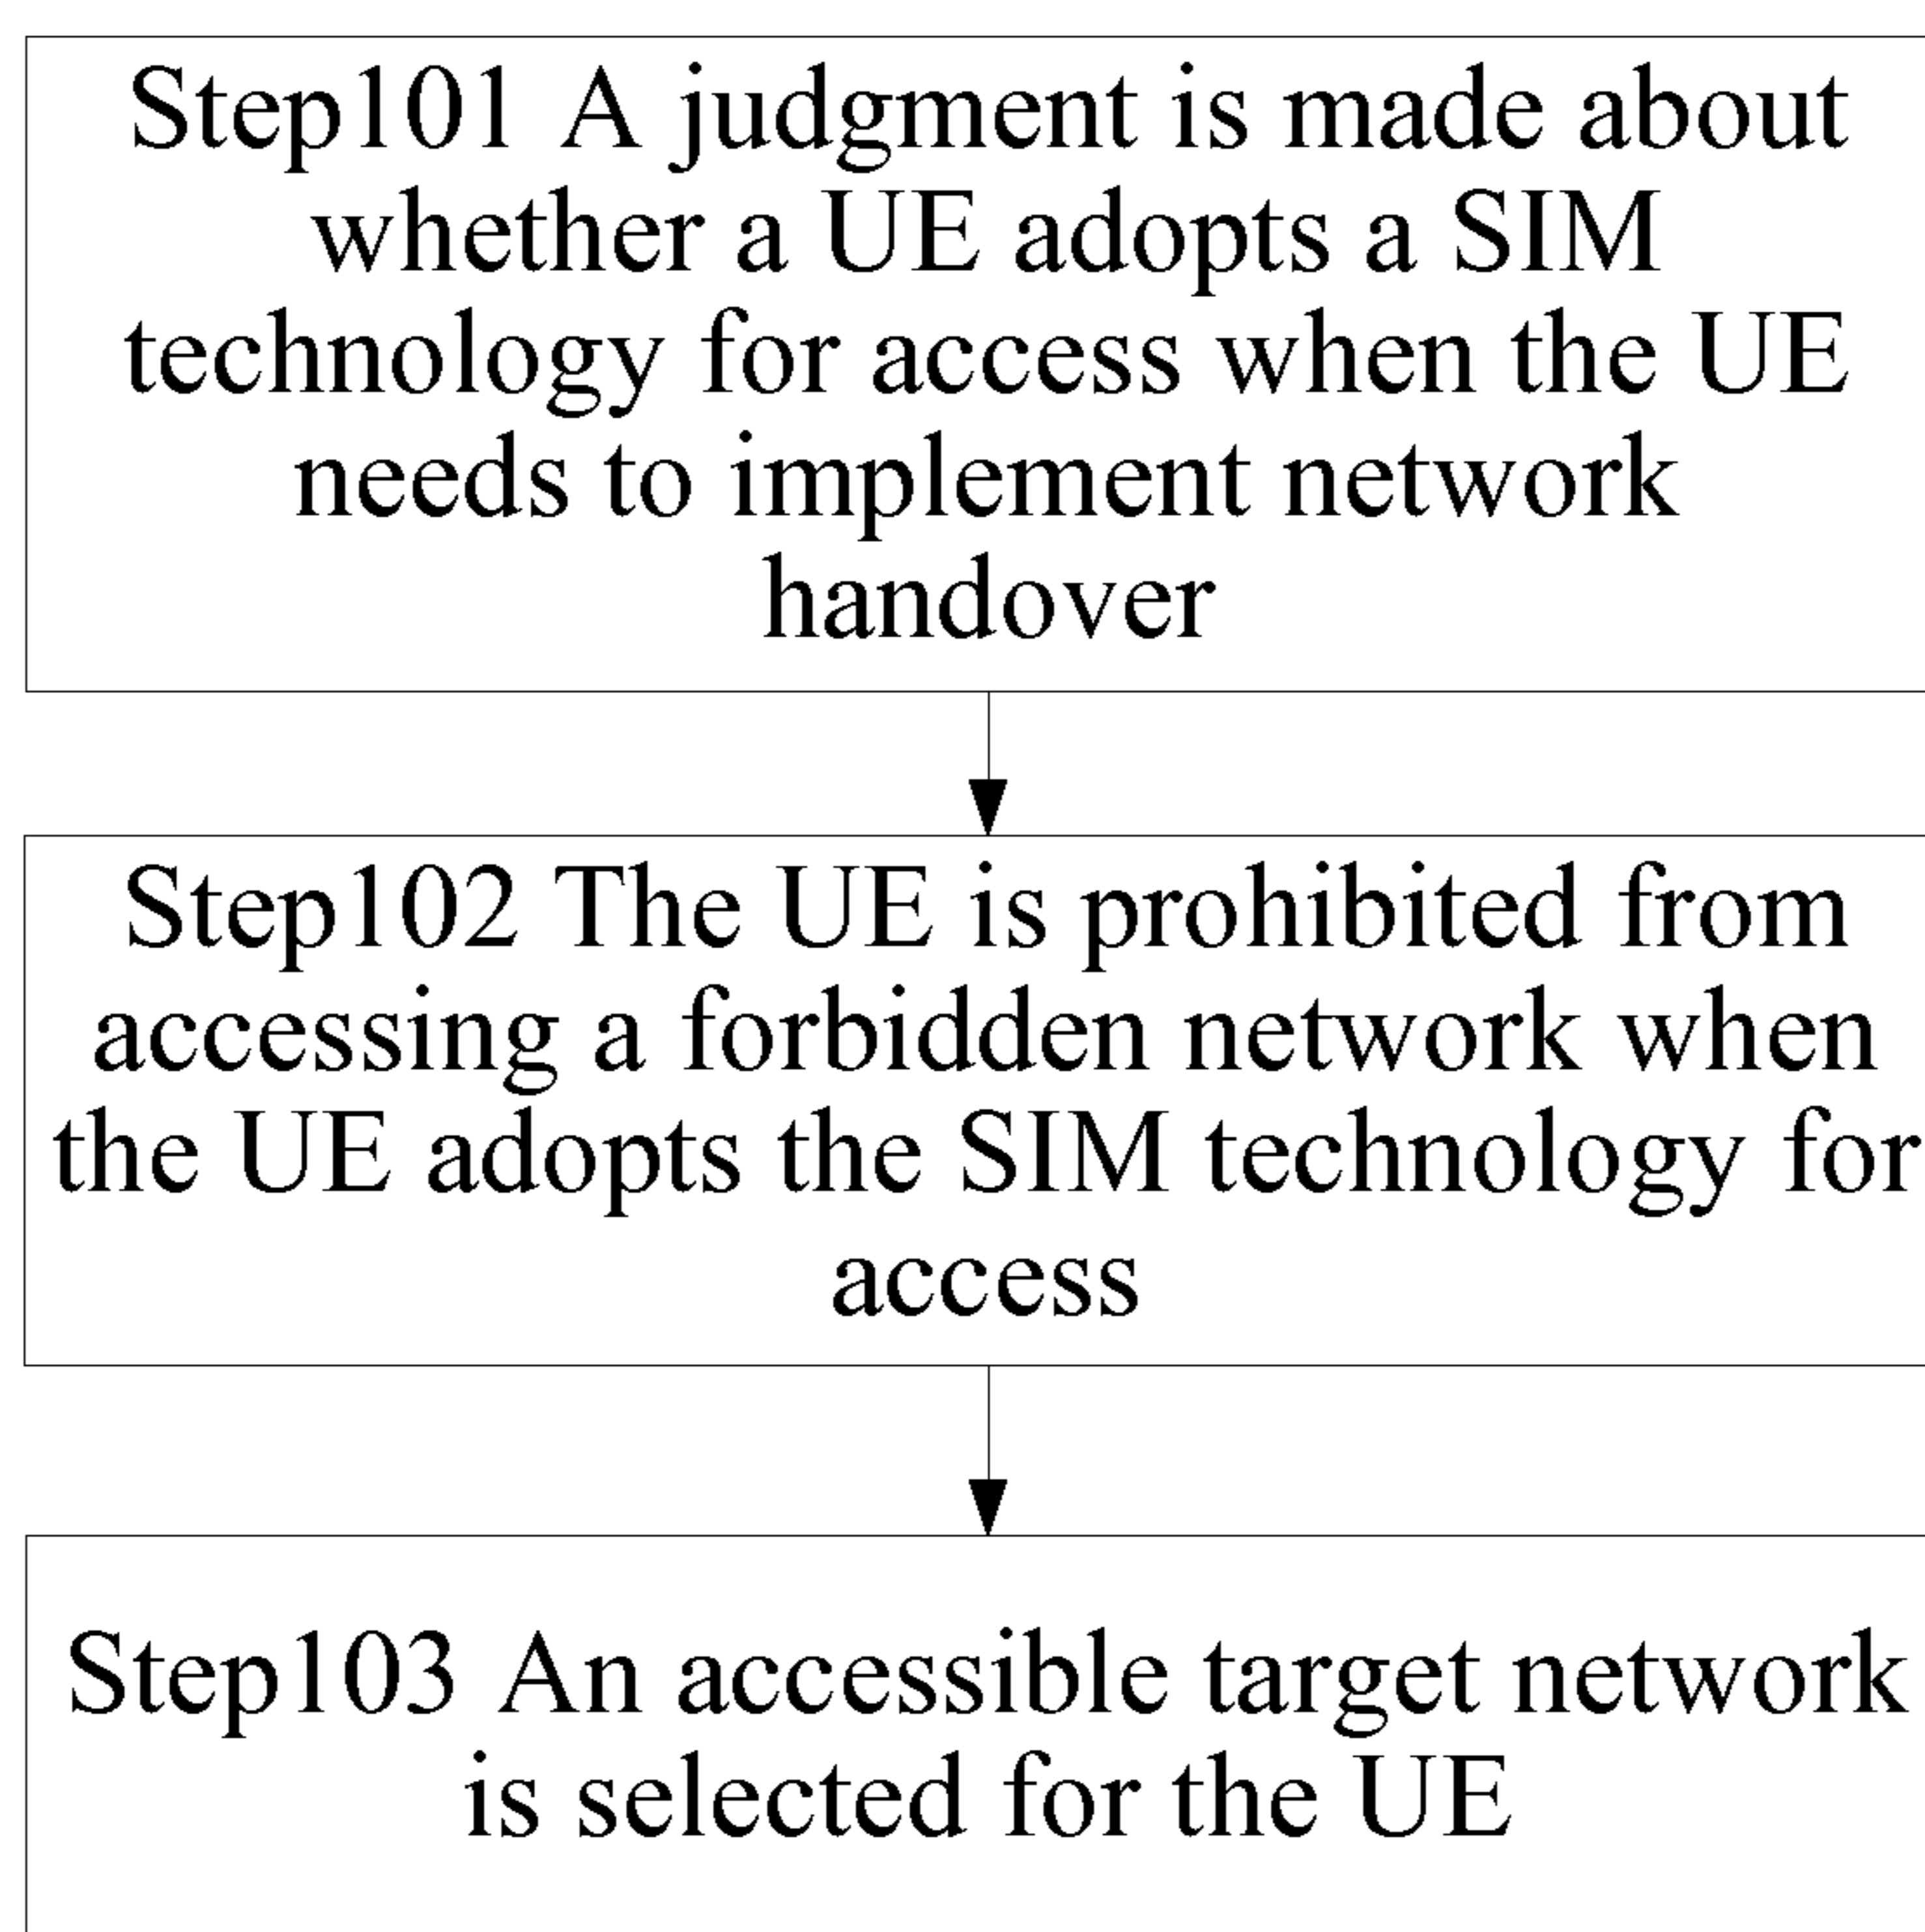 Step101 A judgment is made about
whether a UE adopts a SIM
technology for access when the UE
needs to implement network
handover
Step102 The UE is prohibited from
accessing a forbidden network when
the UE adopts the SIM technology for
access
Step103 An accessible target network
is selected for the UE